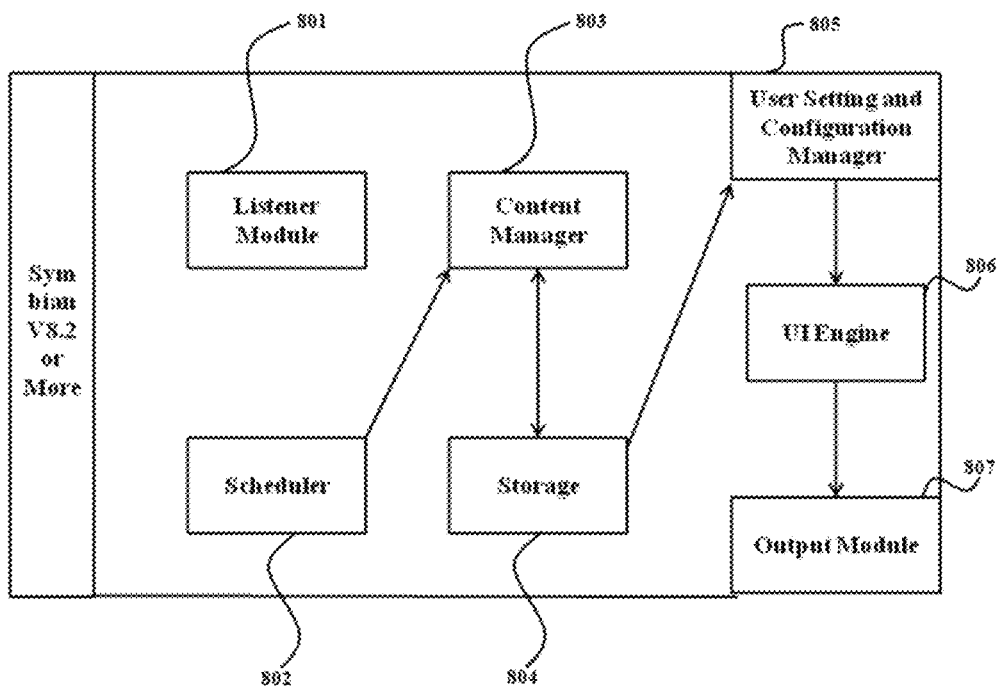 801
803
805
User Setting and
Configuration
Manager
Listener
Module
Content
Manager
Sym
bian
V8.2
or
More
806
UI Engine
Scheduler
Storage
807
Output Module
802
804